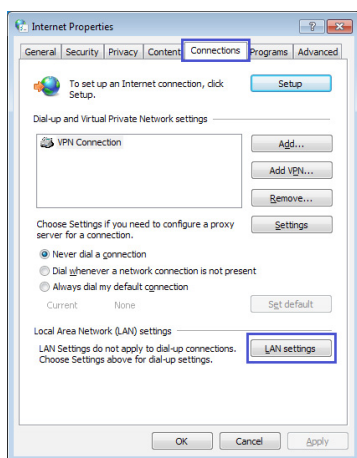 Internet Properties
General Security Privacy Content Connections Programs Advanced
To set up an Internet connection, click
Setup.
Setup
Dial-up and Virtual Private Network settings
VPN Connection
Add...
Add VPN...
Remove...
Choose Settings if you need to configure a proxy
server for a connection.
Settings
Never dial a connection
Dial whenever a network connection is not present
Always dial my default connection
Current None
Set default
Local Area Network (LAN) settings
LAN Settings do not apply to dial-up connections.
Choose Settings above for dial-up settings.
LAN settings
OK Cancel Apply